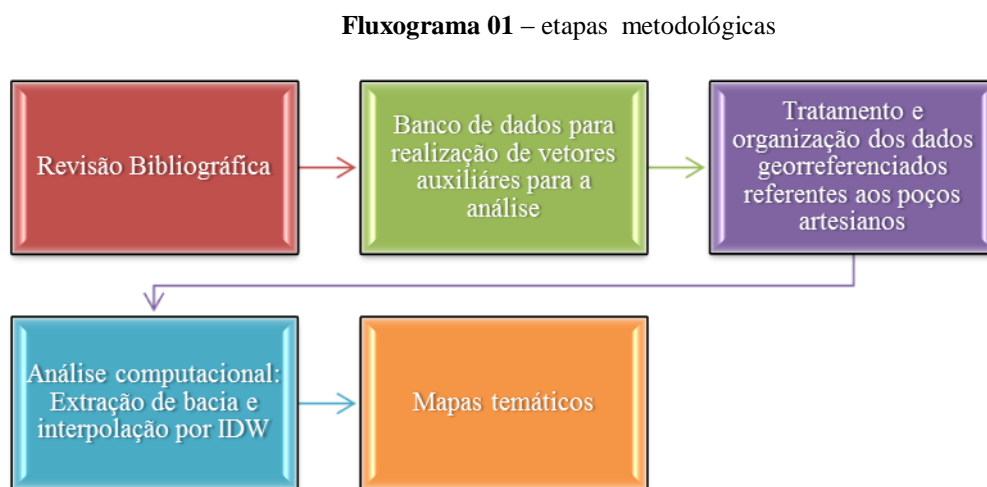 Fluxograma 01 – etapas metodológicas
Revisão Bibliográfica
Banco de dados para
realização de vetores
auxiliáres para a
análise
Tratamento e
organização dos dados
georreferenciados
referentes aos poços
artesianos
Análise computacional:
Extração de bacia e
interpolação por IDW
Mapas temáticos